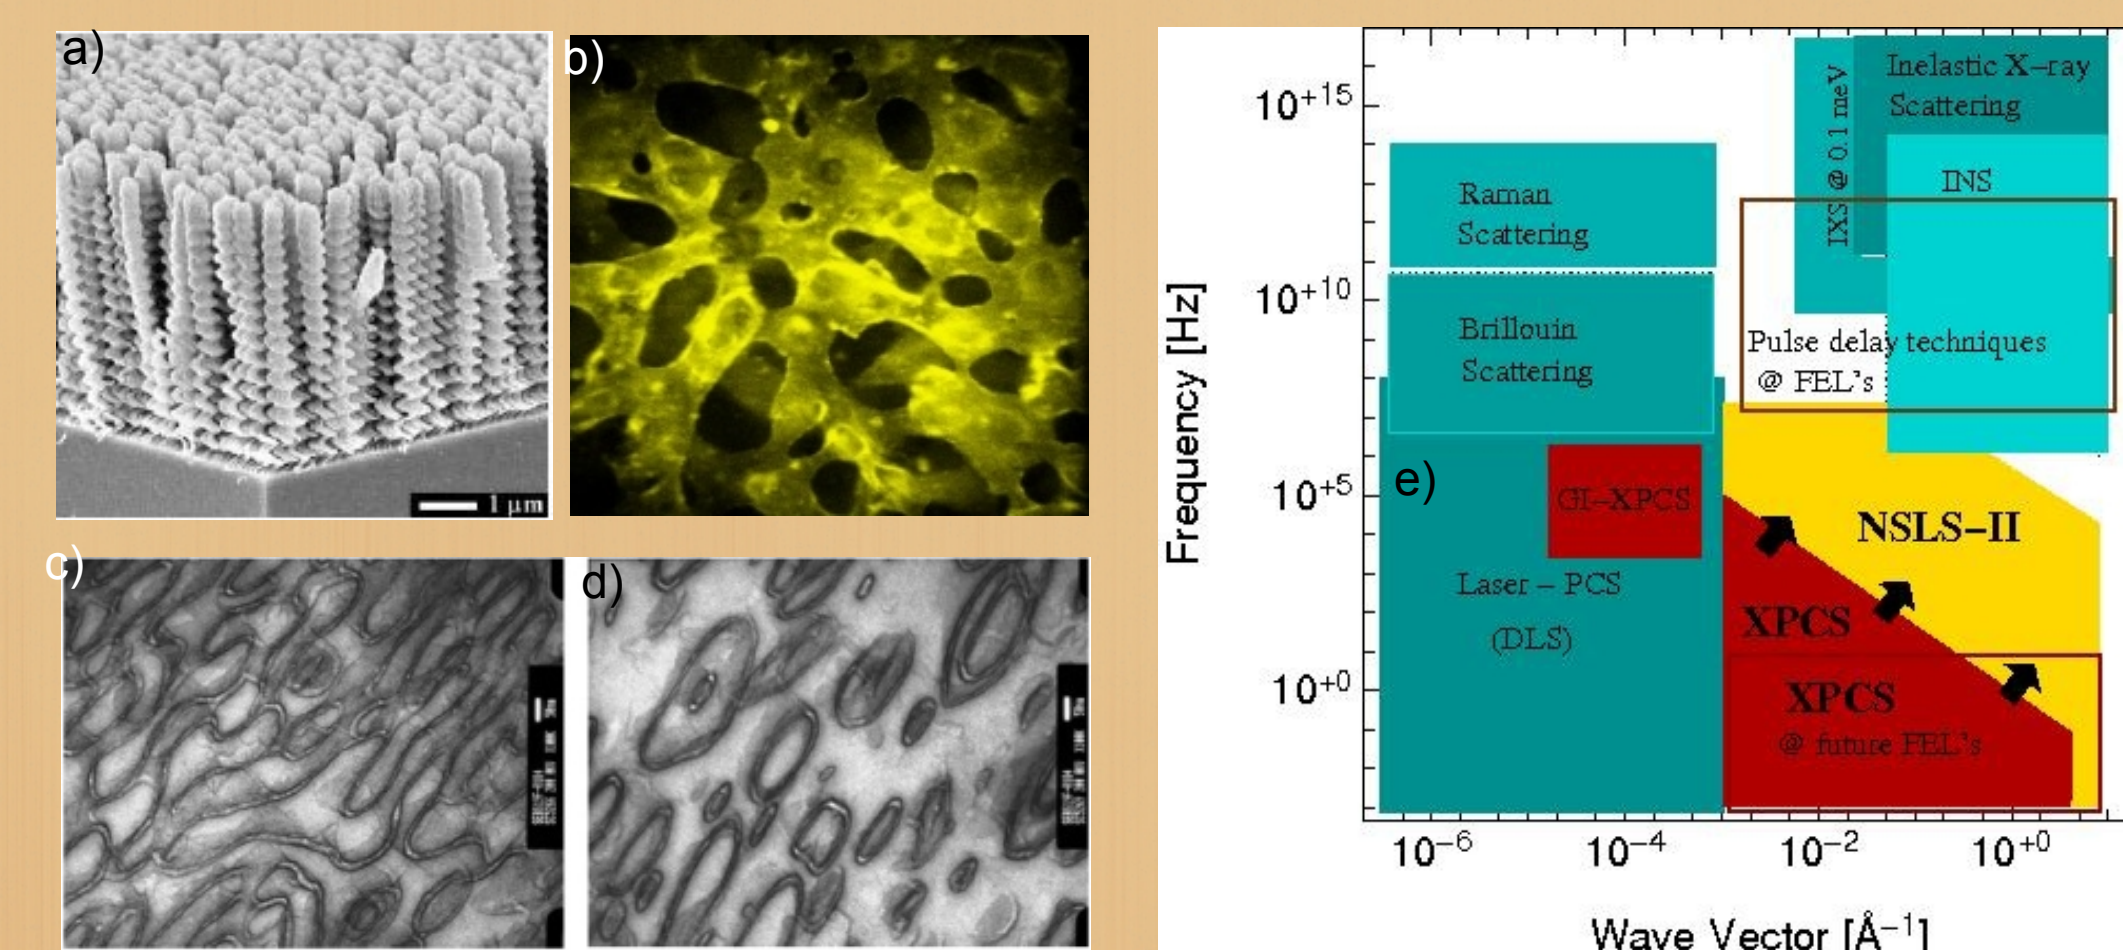 a)
1 μm
b)
c)
d)
e)
Frequency [Hz]
10+15
10+10
10+5
10+0
Inelastic X–ray
Scattering
IXS @ 0.1 meV
INS
Raman
Scattering
Brillouin
Scattering
Pulse delay techniques
@ FEL's
GI–XPCS
NSLS–II
Laser – PCS
(DLS)
XPCS
XPCS
@ future FEL's
10−6
10−4
10−2
10+0
Wave Vector [Å−1]